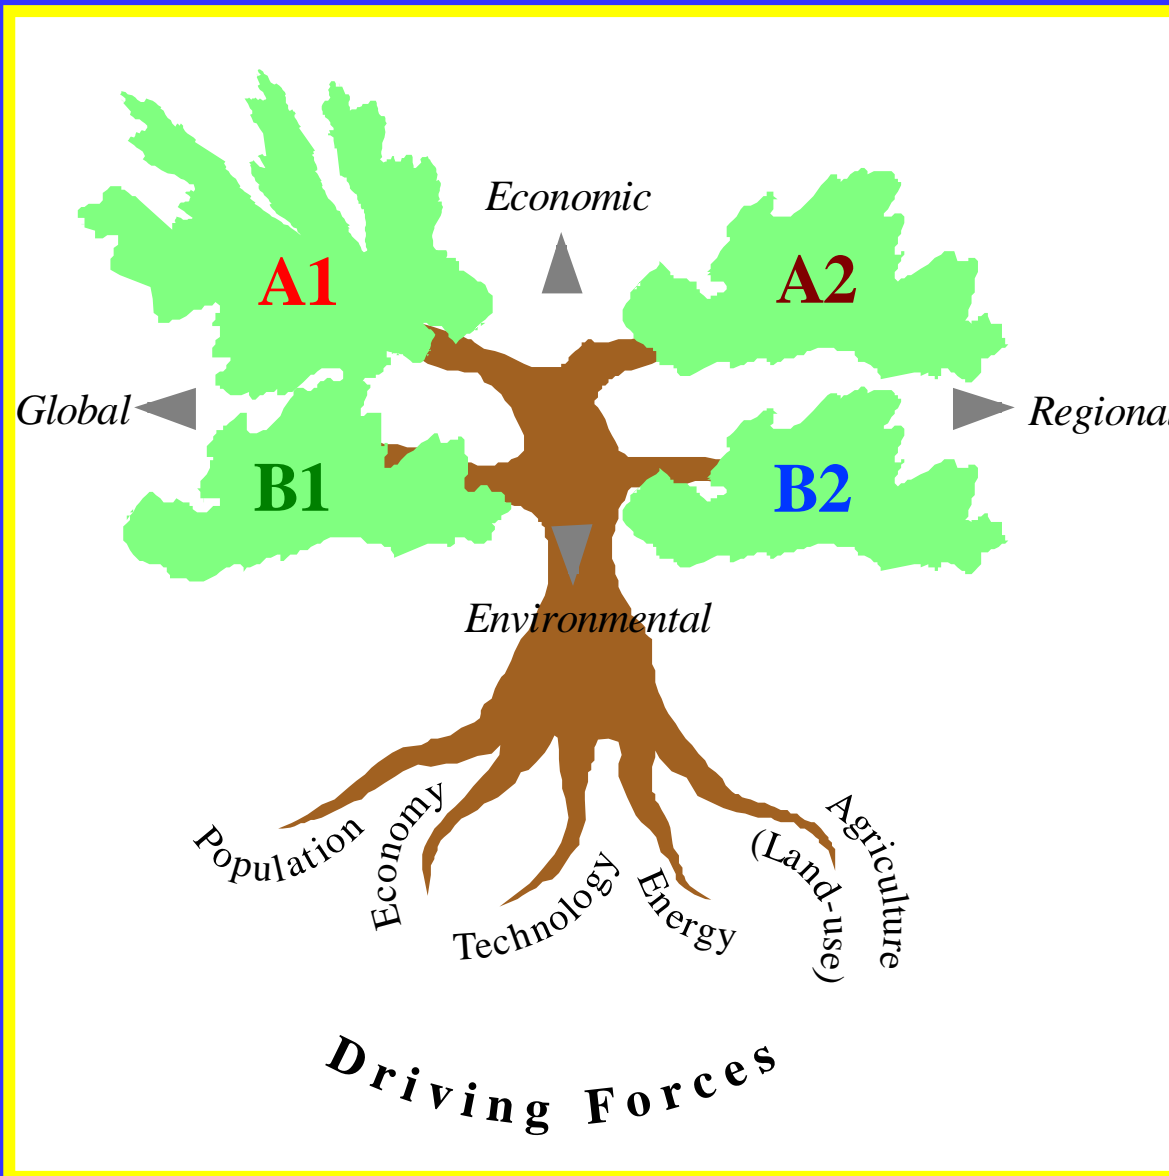 Economic
A1
A2
Global
Regional
B1
B2
Environmental
Population
Economy
Technology
Energy
(Land-use)
Agriculture
Driving Forces